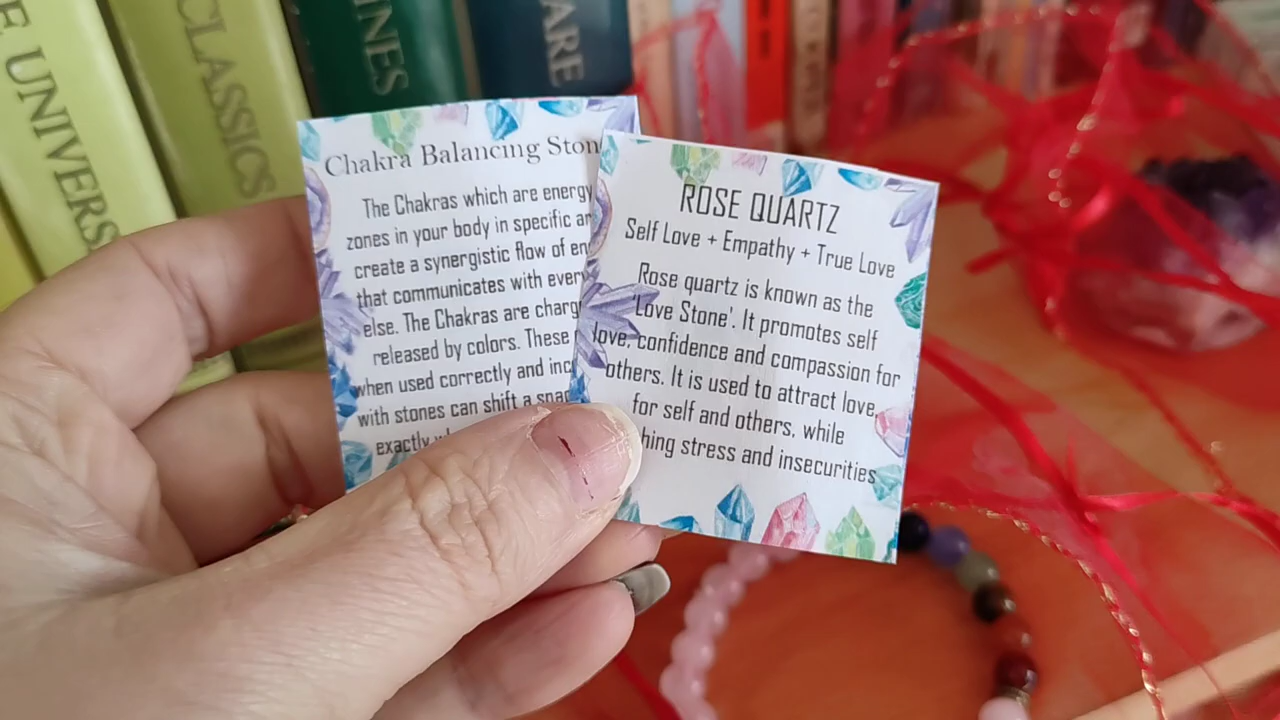 E UNIVERS
CLASSICS
INES
ARE
Chakra Balancing Ston
The Chakras which are energy
zones in your body in specific ar
create a synergistic flow of en
that communicates with ever
else. The Chakras are charg
released by colors. These
when used correctly and inc
with stones can shift a
exactly
ROSE QUARTZ
Self Love + Empathy + True Love
Rose quartz is known as the
'Love Stone'. It promotes self
love, confidence and compassion for
others. It is used to attract love,
for self and others, while
hing stress and insecurities